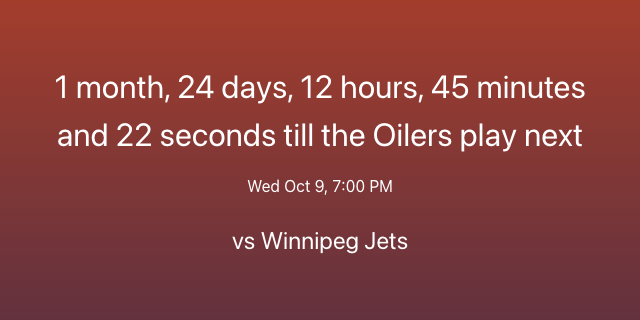 1 month, 24 days, 12 hours, 45 minutes
and 22 seconds till the Oilers play next
Wed Oct 9, 7:00 PM
vs Winnipeg Jets